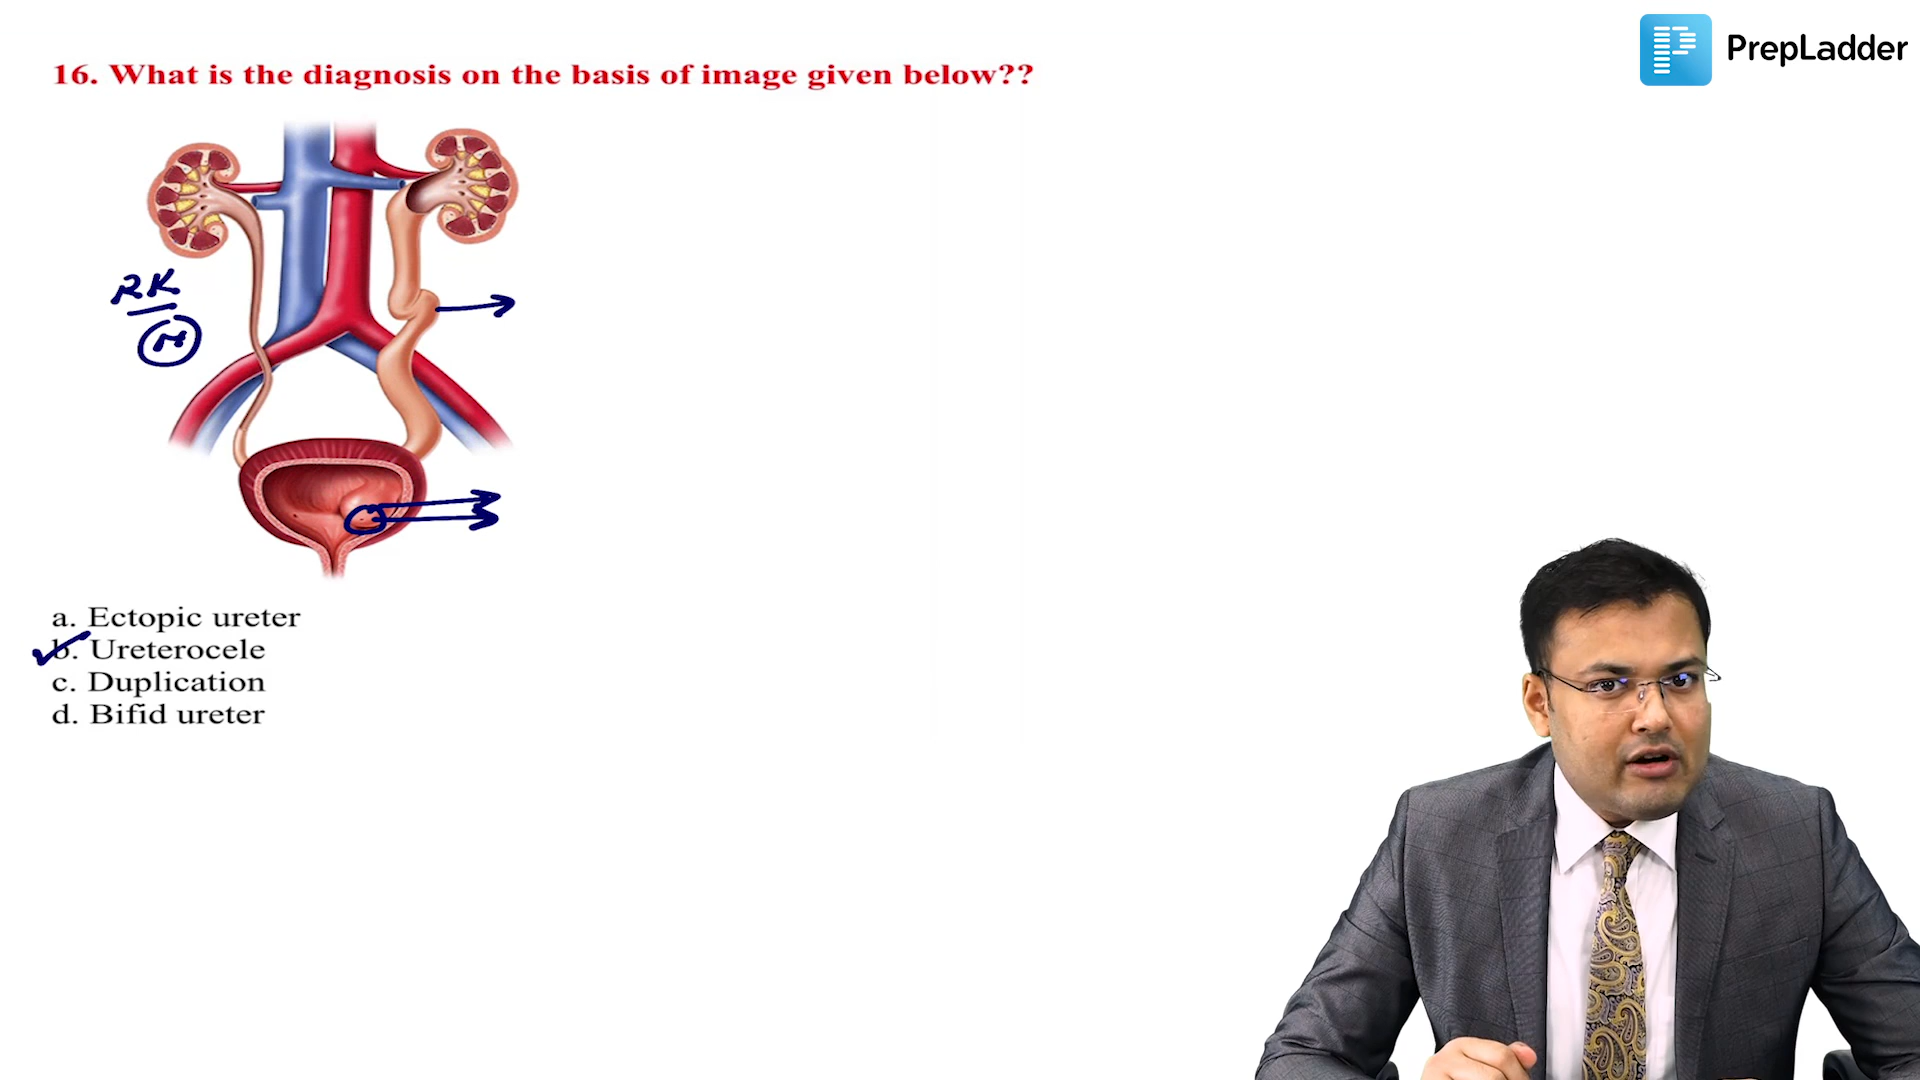 PrepLadder
16. What is the diagnosis on the basis of image given below??
RK
N
a. Ectopic ureter
b. Ureterocele
c. Duplication
d. Bifid ureter